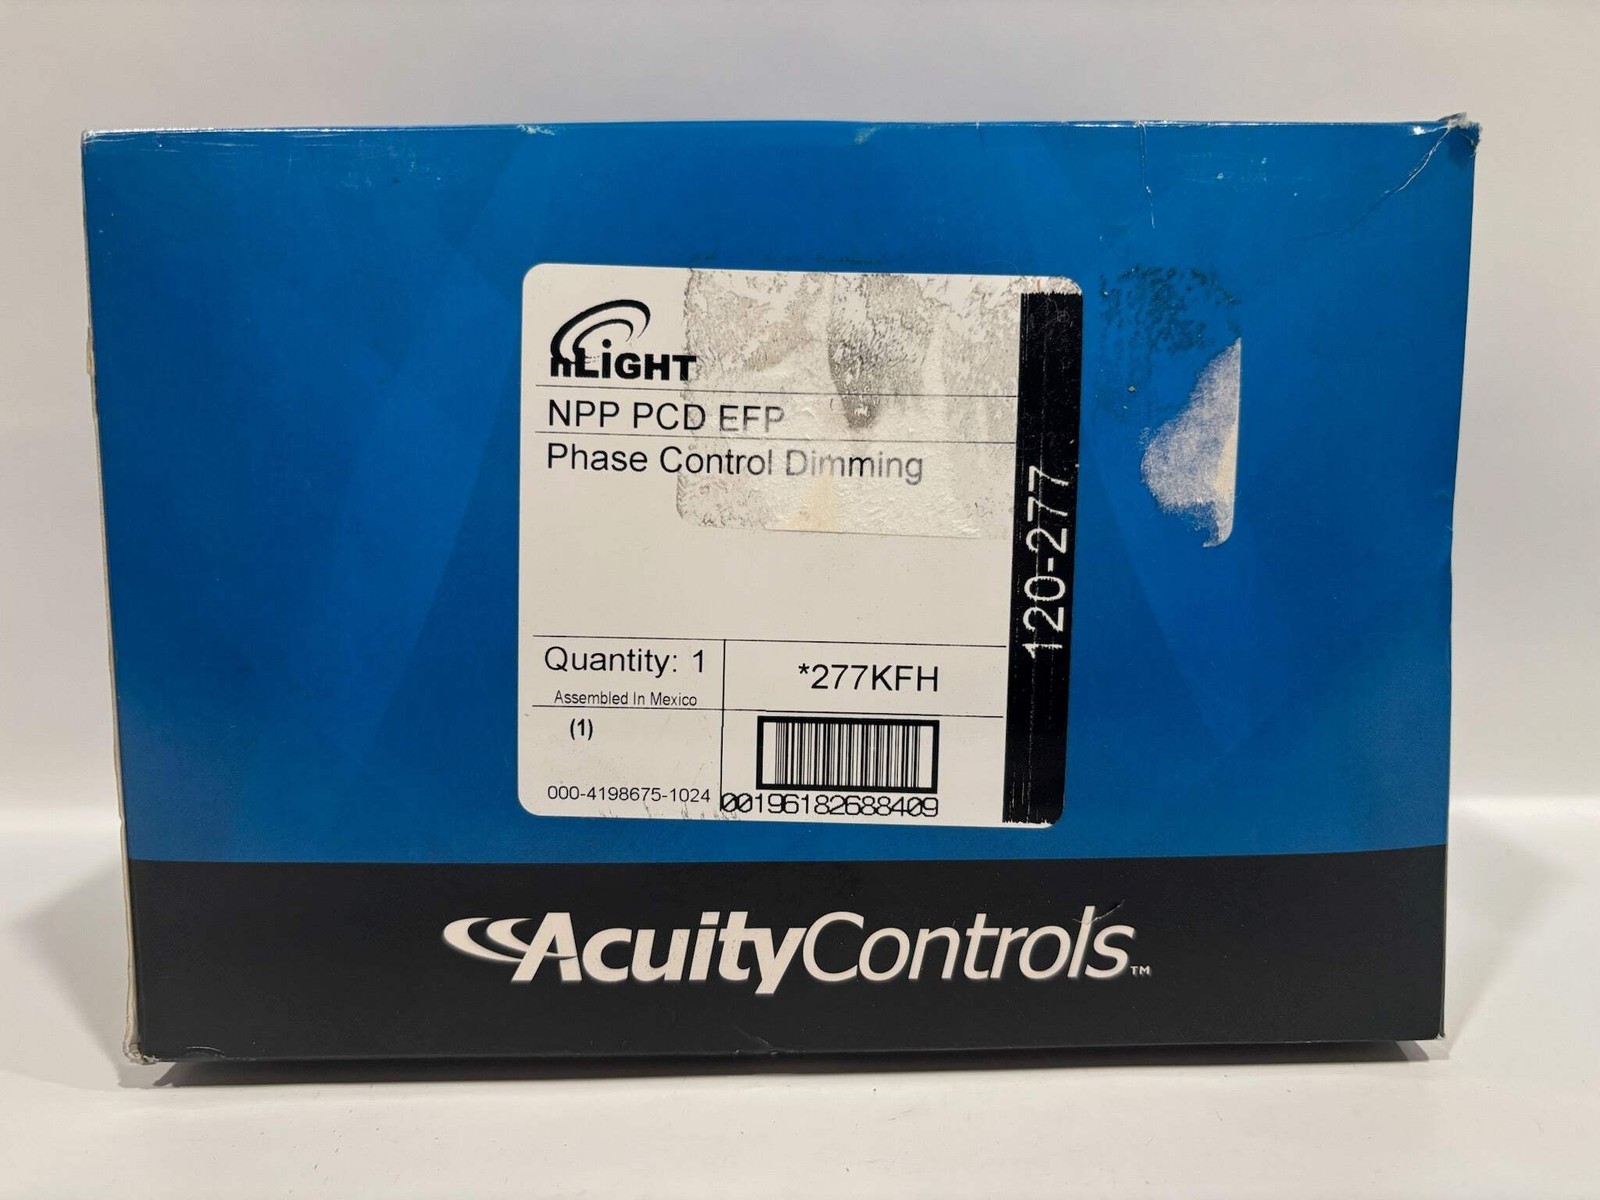 nLiGHT
NPP PCD EFP
Phase Control Dimming
120-277
Quantity: 1
Assembled In Mexico
*277KFH
(1)
000-4198675-1024
00196182688409
AcuityControls™